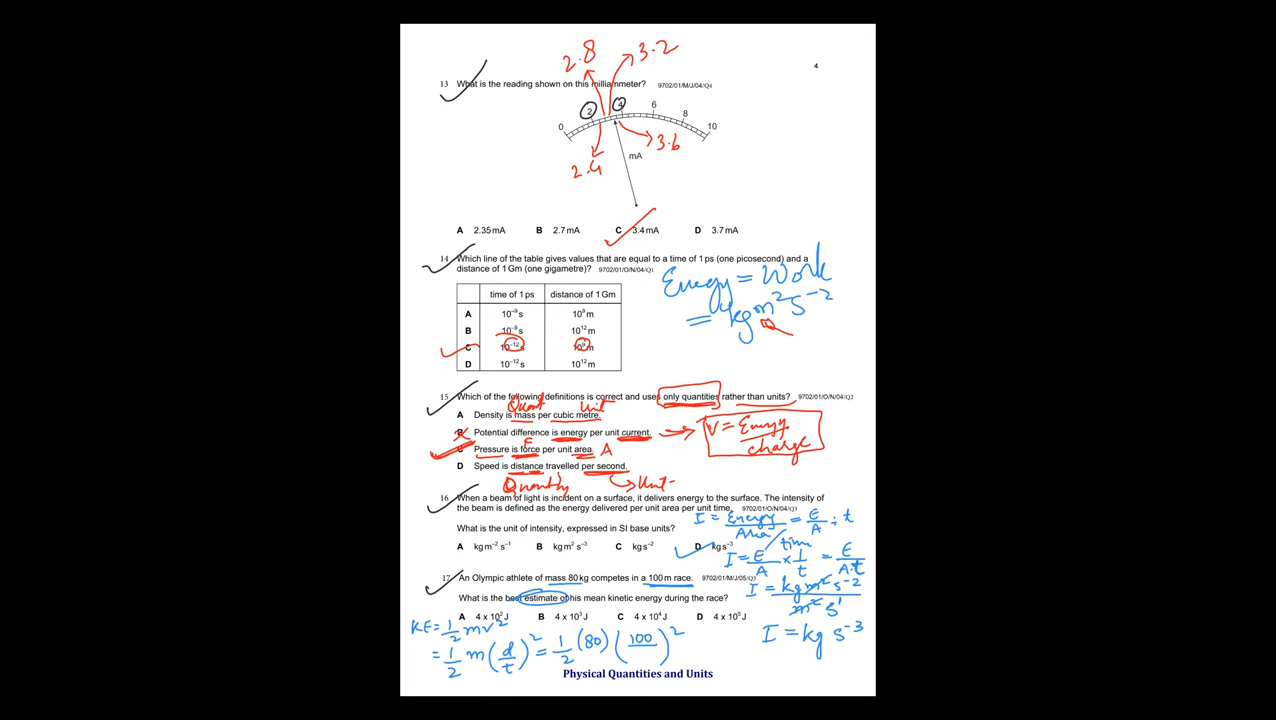 4
2.8
3.2
13 What is the reading shown on this milliammeter? 9702/01/M/J/04/Q4
0 2 4 6 8 10
3.6
2.4
mA
A 2.35 mA B 2.7 mA C 3.4 mA D 3.7 mA
14 Which line of the table gives values that are equal to a time of 1 ps (one picosecond) and a
distance of 1 Gm (one gigametre)? 9702/01/O/N/04/Q1
Energy = Work
= kg m² s⁻²
time of 1 ps distance of 1 Gm
A 10⁻⁹ s 10⁹ m
B 10⁻⁹ s 10¹² m
C 10⁻¹² s 10⁹ m
D 10⁻¹² s 10¹² m
15 Which of the following definitions is correct and uses only quantities rather than units? 9702/01/O/N/04/Q2
Quant Unit
A Density is mass per cubic metre.
B Potential difference is energy per unit current.
V = Energy / charge
F
C Pressure is force per unit area. A
D Speed is distance travelled per second.
Quantity Unit
16 When a beam of light is incident on a surface, it delivers energy to the surface. The intensity of
the beam is defined as the energy delivered per unit area per unit time. 9702/01/O/N/04/Q3
I = Energy / Area / time = E/A ÷ t
What is the unit of intensity, expressed in SI base units?
A kg m⁻² s⁻¹ B kg m² s⁻³ C kg s⁻² D kg s⁻³
I = E/A × 1/t = E/A.t
17 An Olympic athlete of mass 80 kg competes in a 100 m race. 9702/01/M/J/05/Q3
I = kg m² s⁻² / m² s¹
What is the best estimate of his mean kinetic energy during the race?
A 4 x 10² J B 4 x 10³ J C 4 x 10⁴ J D 4 x 10⁵ J
KE = 1/2 mv²
I = kg s⁻³
= 1/2 m (d/t)² = 1/2 (80) (100/ )²
Physical Quantities and Units